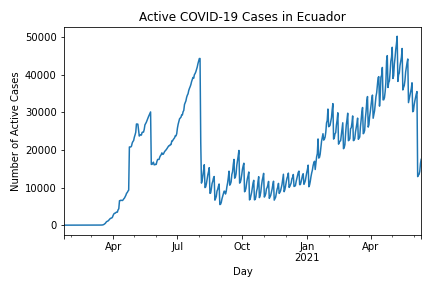 Active COVID-19 Cases in Ecuador
Number of Active Cases
50000
40000
30000
20000
10000
0
Apr Jul Oct Jan Apr
2021
Day